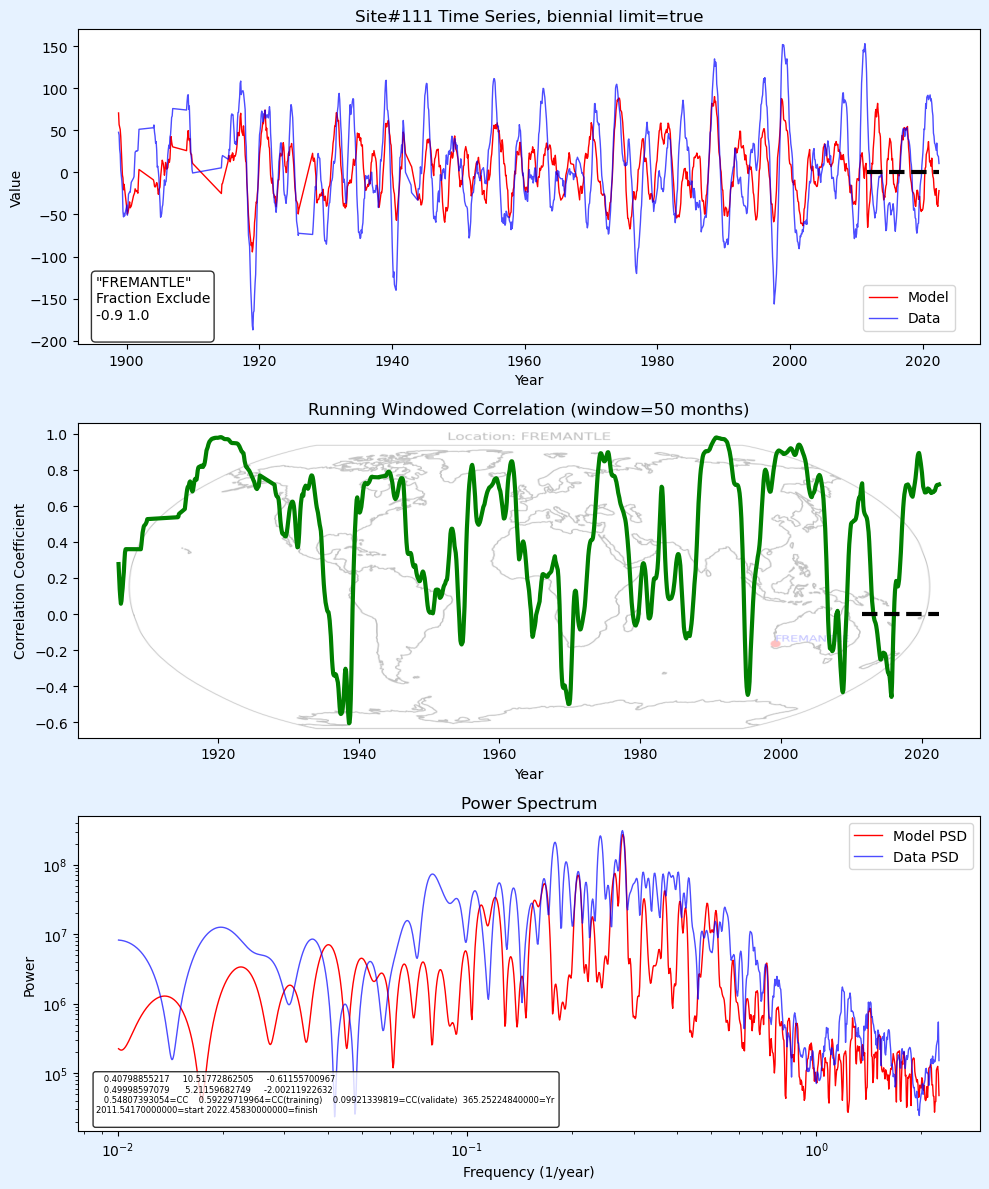 Site#111 Time Series, biennial limit=true
150
100
50
0
−50
−100
−150
−200
Value
"FREMANTLE"
Fraction Exclude
-0.9 1.0
Model
Data
1900
1920
1940
1960
1980
2000
2020
Year
Running Windowed Correlation (window=50 months)
Location: FREMANTLE
1.0
0.8
0.6
0.4
0.2
0.0
−0.2
−0.4
−0.6
Correlation Coefficient
FREMAN
1920
1940
1960
1980
2000
2020
Year
Power Spectrum
Model PSD
Data PSD
10^8
10^7
10^6
10^5
Power
0.40798855217 10.51772862505 -0.61155700967
0.49998597079 5.21159682749 -2.00211922632
0.54807393054=CC 0.59229719964=CC(training) 0.09921339819=CC(validate) 365.25224840000=Yr
2011.54170000000=start 2022.45830000000=finish
10^−2
10^−1
10^0
Frequency (1/year)